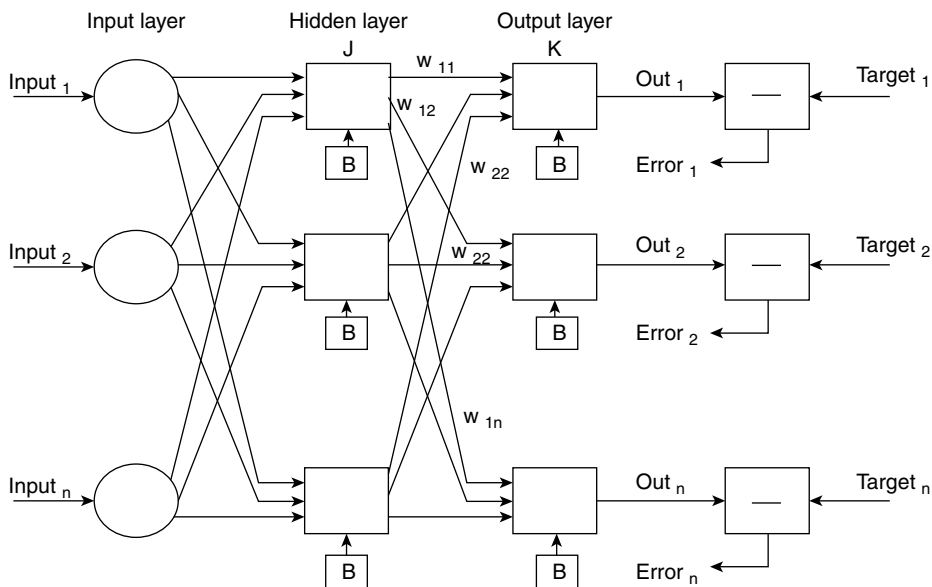 Input layer
Hidden layer
Output layer
J
K
Input 1
w 11
Out 1
—
Target 1
w 12
B
B
Error 1
w 22
Input 2
w 22
Out 2
—
Target 2
B
B
Error 2
w 1n
Input n
Out n
—
Target n
B
B
Error n